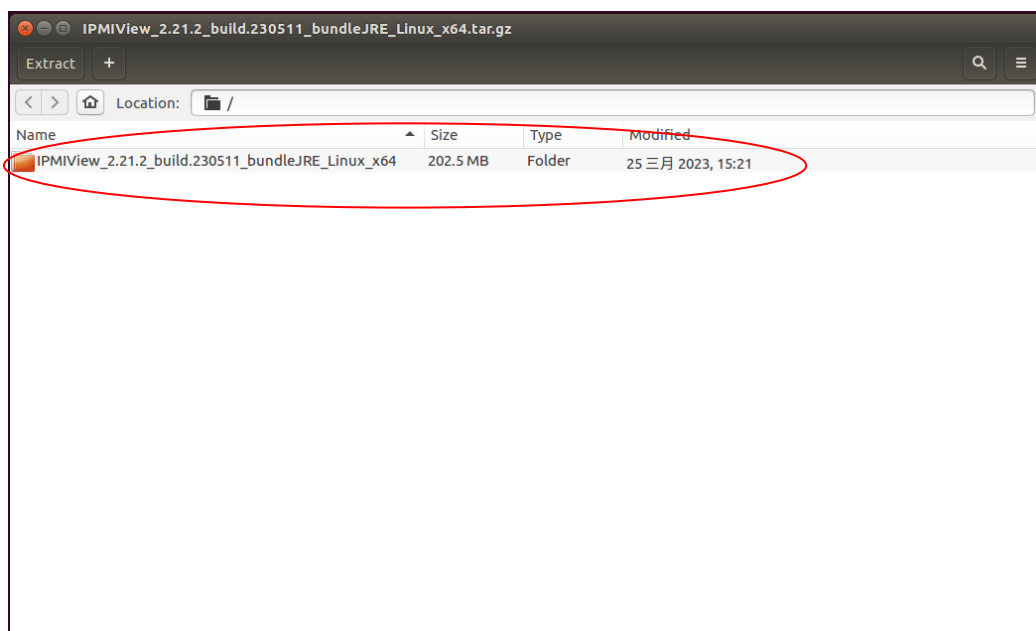 IPMIView_2.21.2_build.230511_bundleJRE_Linux_x64.tar.gz
Extract +
Location: /
Name Size Type Modified
IPMIView_2.21.2_build.230511_bundleJRE_Linux_x64 202.5 MB Folder 25 三月 2023, 15:21